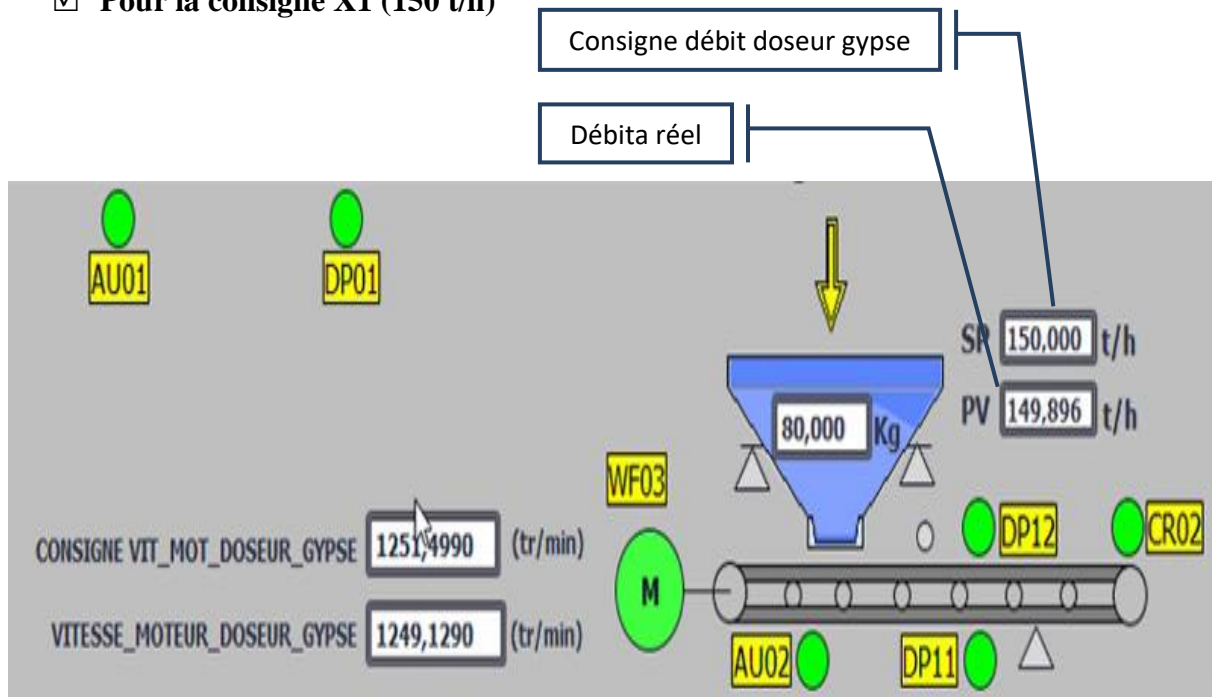 ☑ Pour la consigne X1 (150 t/h)
Consigne débit doseur gypse
Débita réel
AU01
DP01
SP 150,000 t/h
PV 149,896 t/h
80,000 Kg
WF03
DP12
CR02
CONSIGNE VIT_MOT_DOSEUR_GYPSE 1251,4990 (tr/min)
M
VITESSE_MOTEUR_DOSEUR_GYPSE 1249,1290 (tr/min)
AU02
DP11